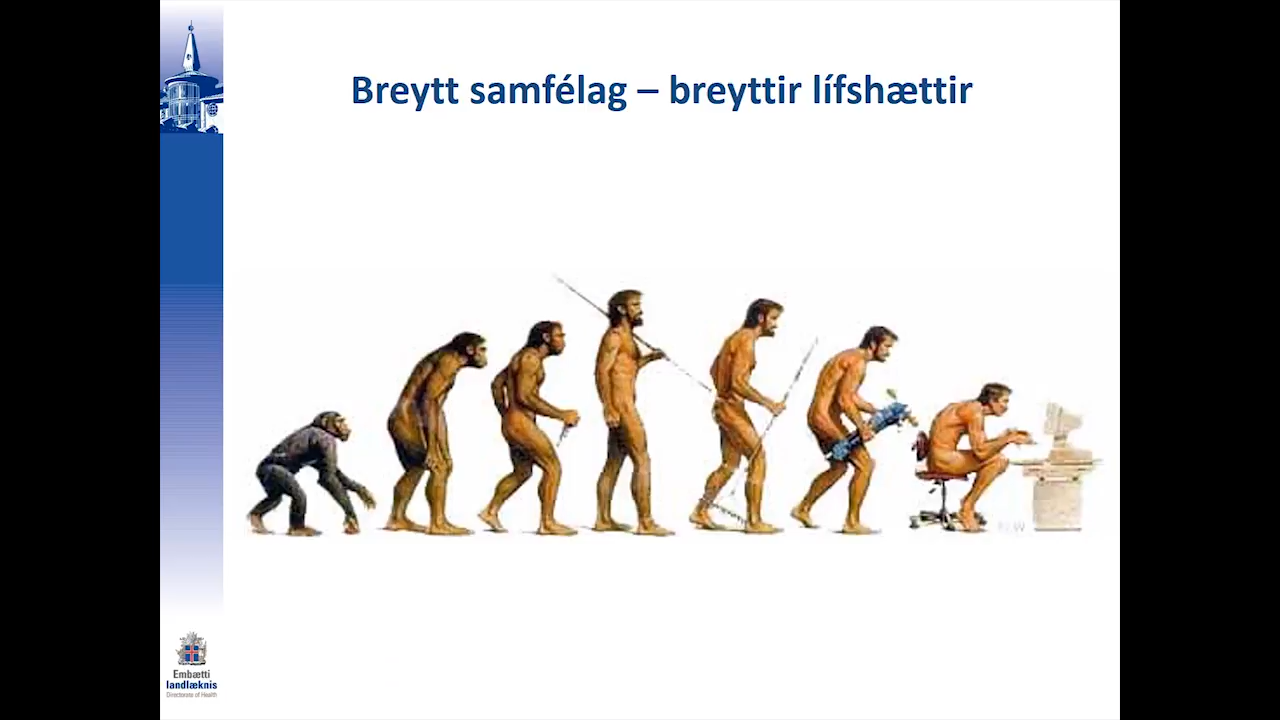 Breytt samfélag – breyttir lífshættir
Embætti
landlæknis
Directorate of Health